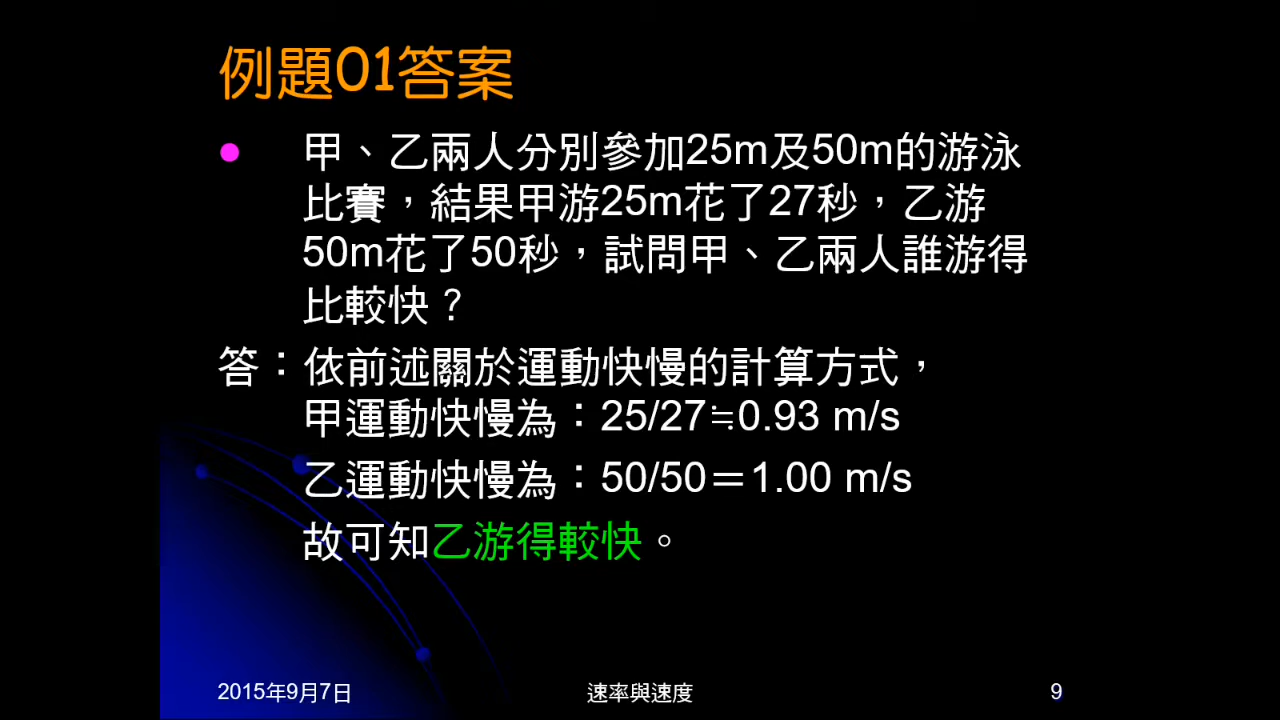 例題01答案
● 甲、乙兩人分別參加25m及50m的游泳
比賽，結果甲游25m花了27秒，乙游
50m花了50秒，試問甲、乙兩人誰游得
比較快？
答：依前述關於運動快慢的計算方式，
甲運動快慢為：25/27≒0.93 m/s
乙運動快慢為：50/50＝1.00 m/s
故可知乙游得較快。
2015年9月7日 速率與速度 9